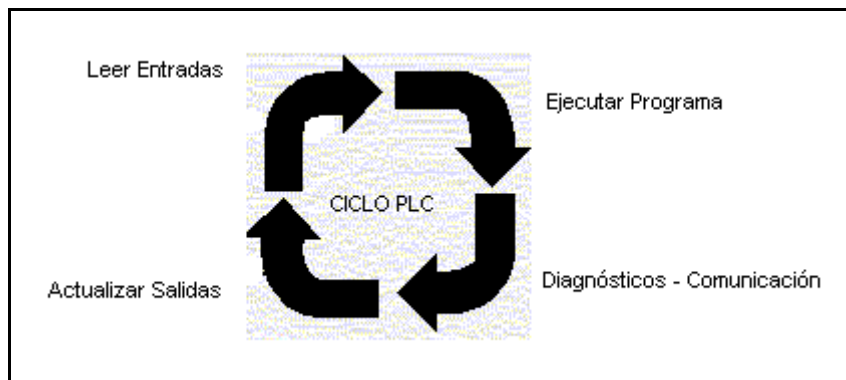 Leer Entradas
Ejecutar Programa
CICLO PLC
Actualizar Salidas
Diagnósticos - Comunicación